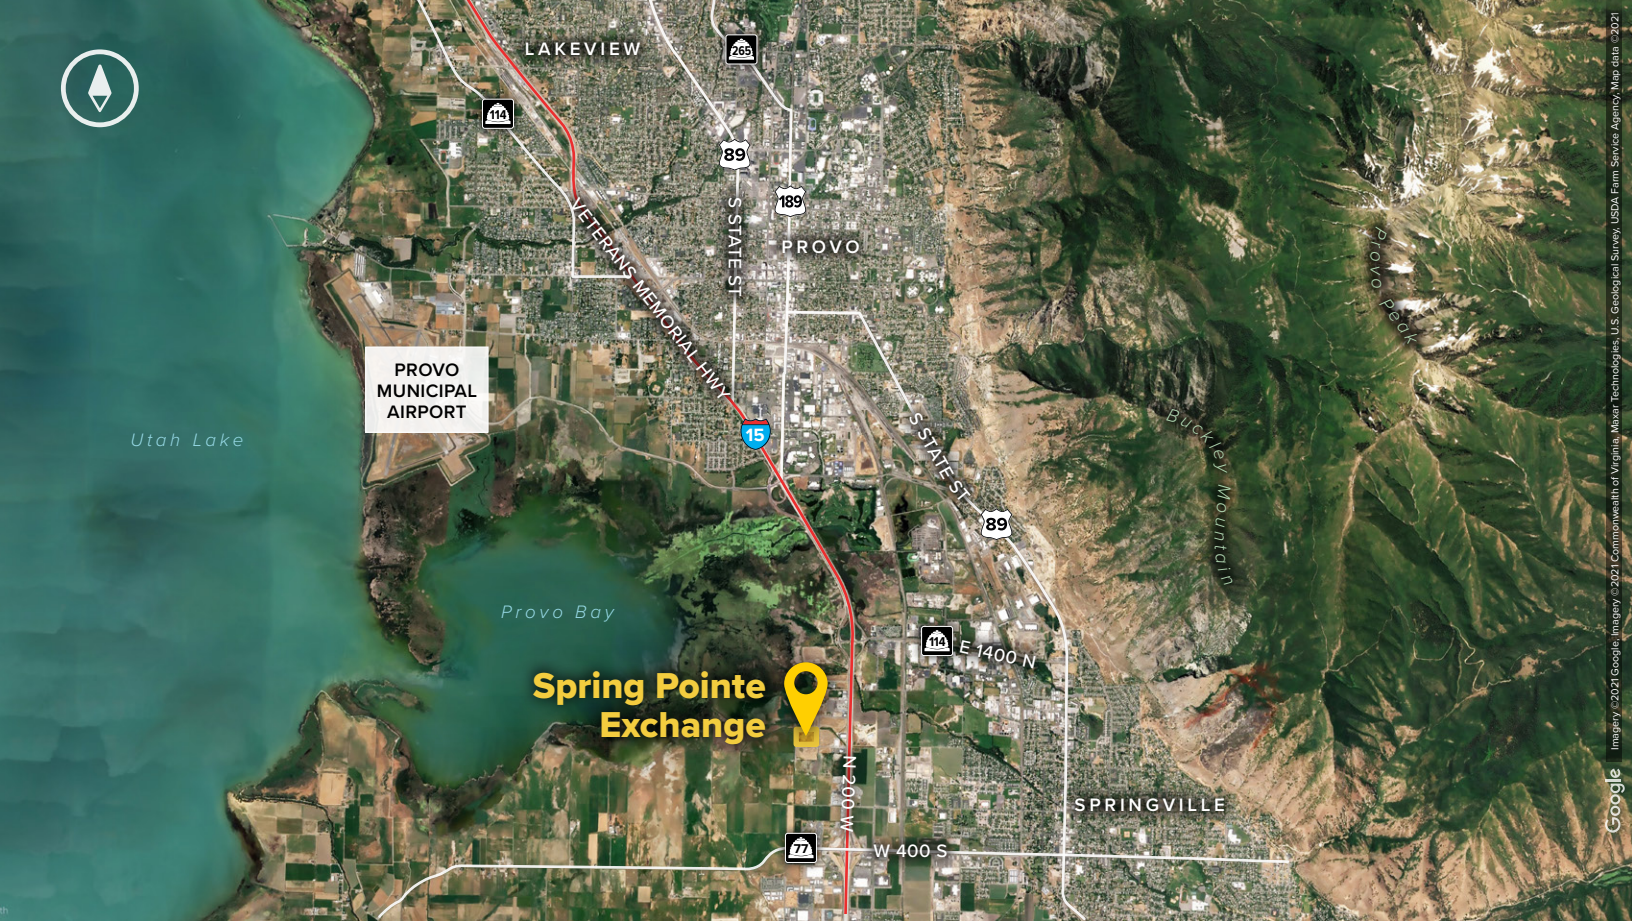 LAKEVIEW
265
114
89
189
S STATE ST
PROVO
VETERANS MEMORIAL HWY
Provo Peak
PROVO
MUNICIPAL
AIRPORT
Utah Lake
15
S STATE ST
Buckley Mountain
89
Provo Bay
114
E 1400 N
Spring Pointe
Exchange
N 200 W
SPRINGVILLE
77
W 400 S
Google
Imagery ©2021 Google, Imagery ©2021 Commonwealth of Virginia, Maxar Technologies, U.S. Geological Survey, USDA Farm Service Agency, Map data ©2021